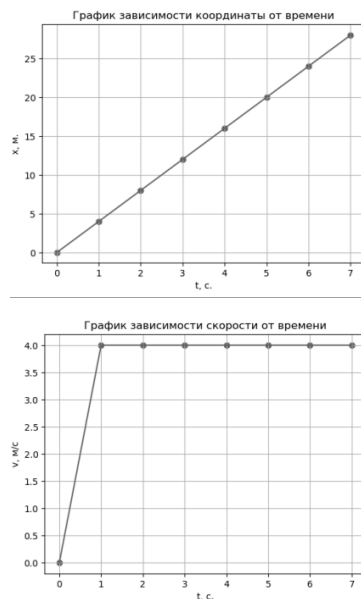 График зависимости координаты от времени
25
20
15
10
5
0
x, м.
0 1 2 3 4 5 6 7
t, с.
График зависимости скорости от времени
4.0
3.5
3.0
2.5
2.0
1.5
1.0
0.5
0.0
v, м/с
0 1 2 3 4 5 6 7
t, с.